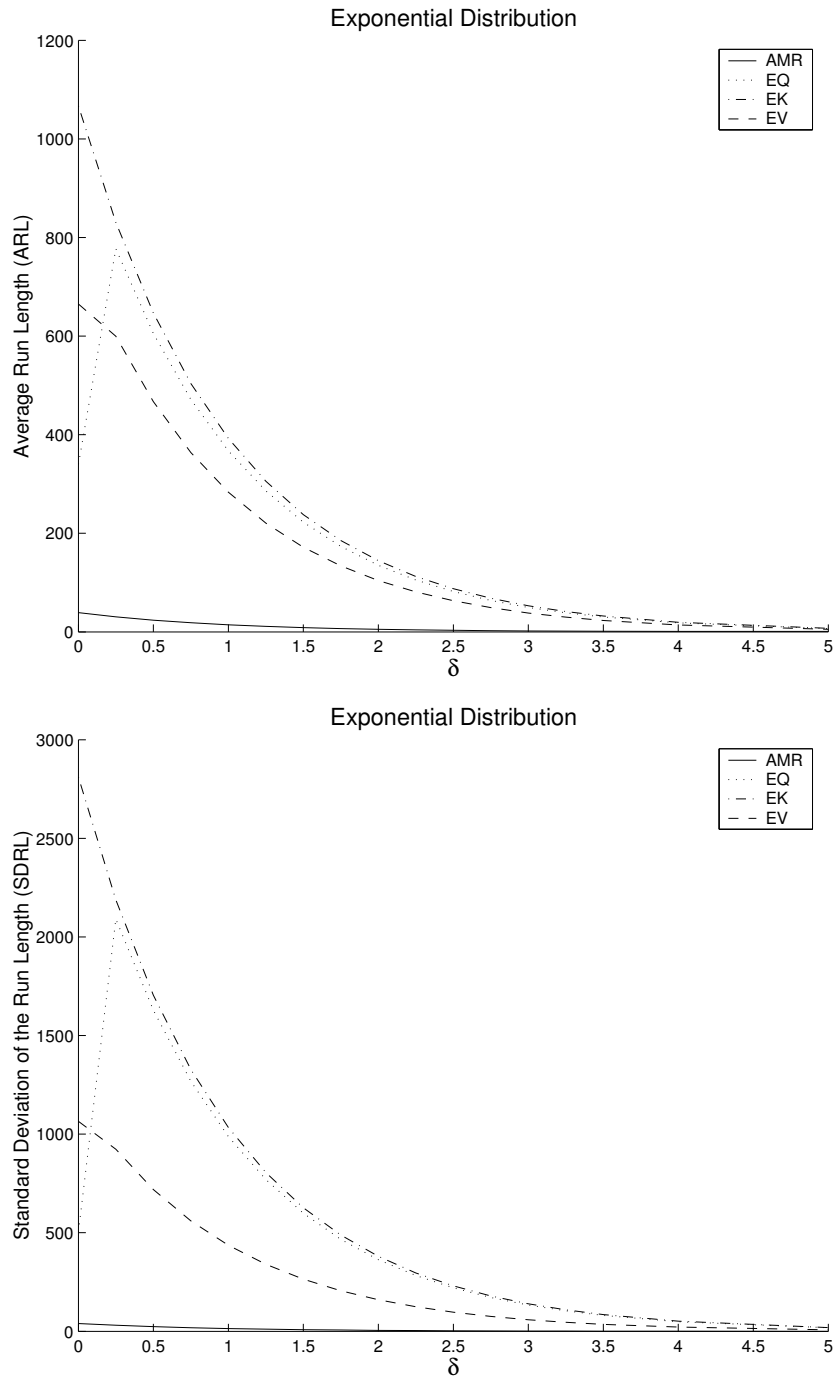 Exponential Distribution
1200
1000
800
600
400
200
0
Average Run Length (ARL)
AMR
EQ
EK
EV
0 0.5 1 1.5 2 2.5 3 3.5 4 4.5 5
δ
Exponential Distribution
3000
2500
2000
1500
1000
500
0
Standard Deviation of the Run Length (SDRL)
AMR
EQ
EK
EV
0 0.5 1 1.5 2 2.5 3 3.5 4 4.5 5
δ